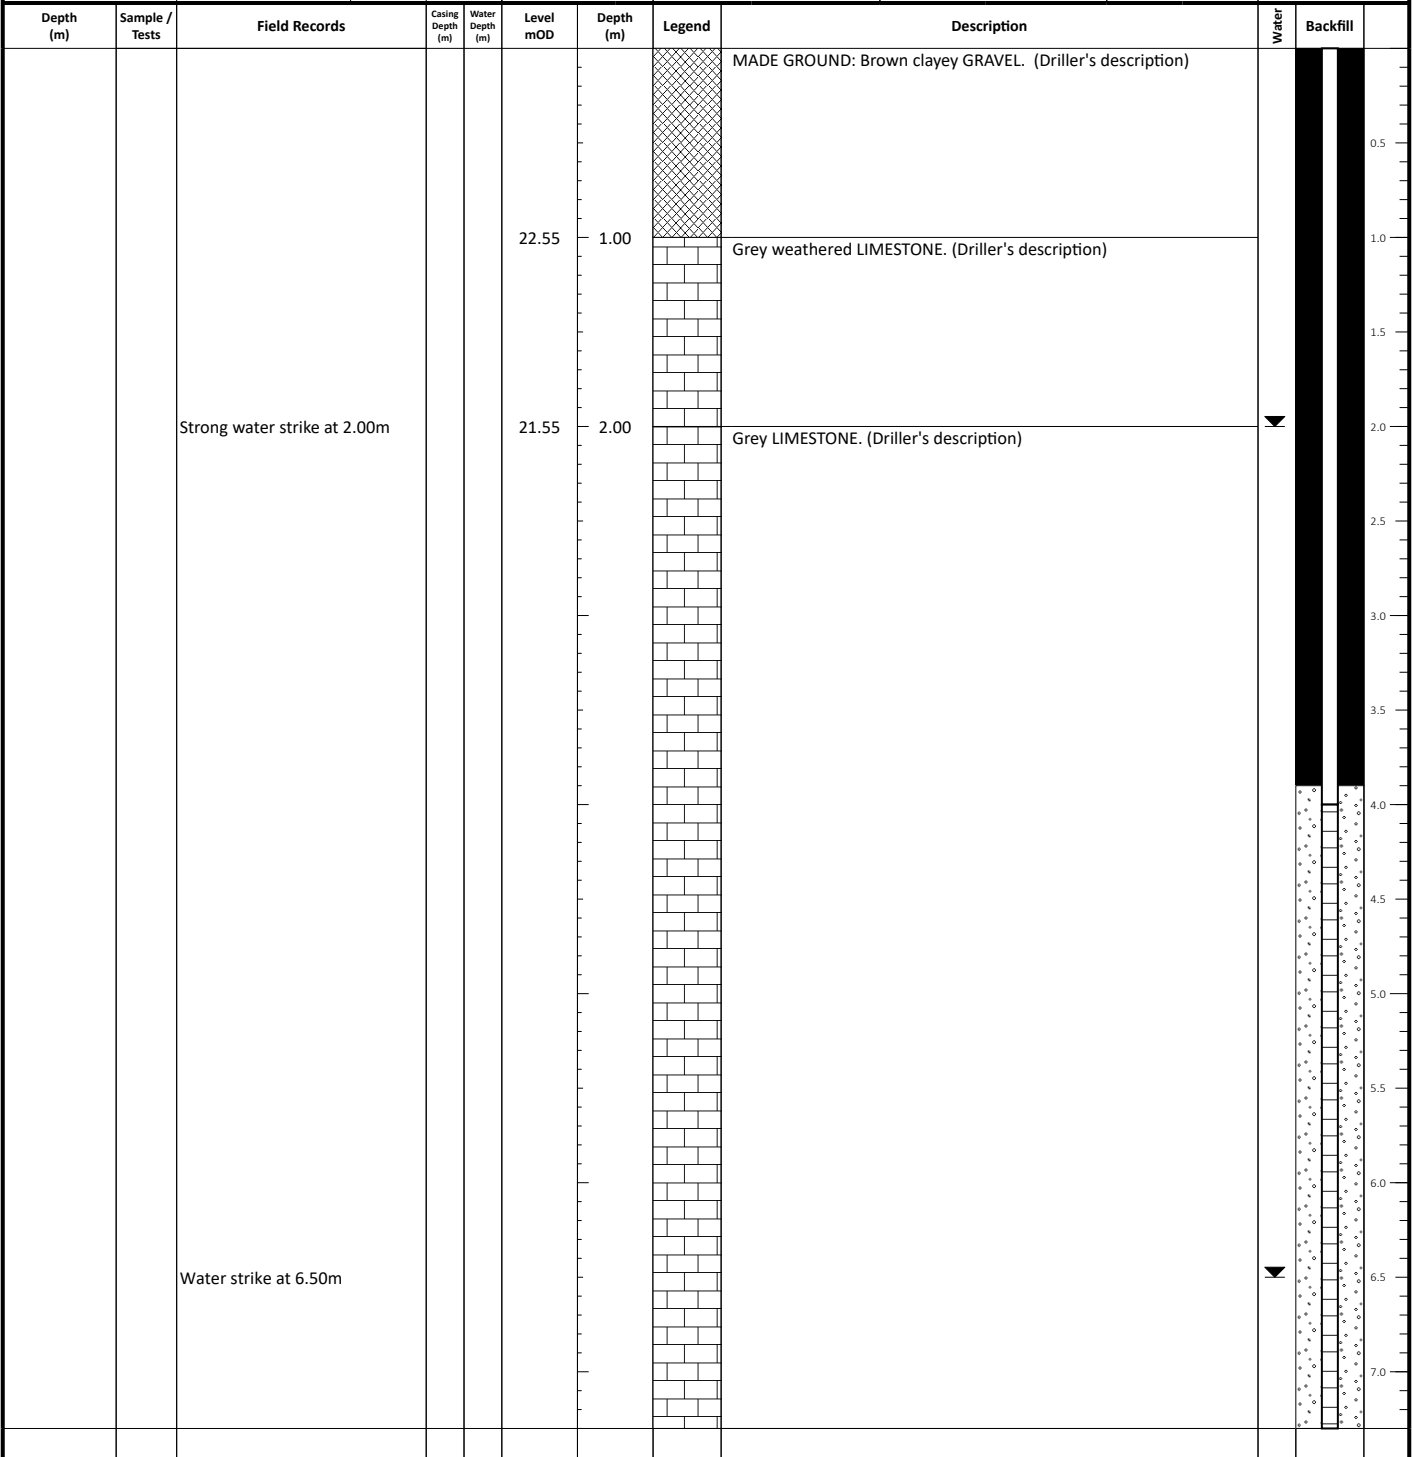 Depth
(m)
Sample /
Tests
Field Records
Casing
Depth
(m)
Water
Depth
(m)
Level
mOD
Depth
(m)
Legend
Description
Water
Backfill
MADE GROUND: Brown clayey GRAVEL.  (Driller's description)
0.5
22.55 1.00 1.0
Grey weathered LIMESTONE. (Driller's description)
1.5
Strong water strike at 2.00m 21.55 2.00 2.0
Grey LIMESTONE. (Driller's description)
2.5
3.0
3.5
4.0
4.5
5.0
5.5
6.0
Water strike at 6.50m 6.5
7.0